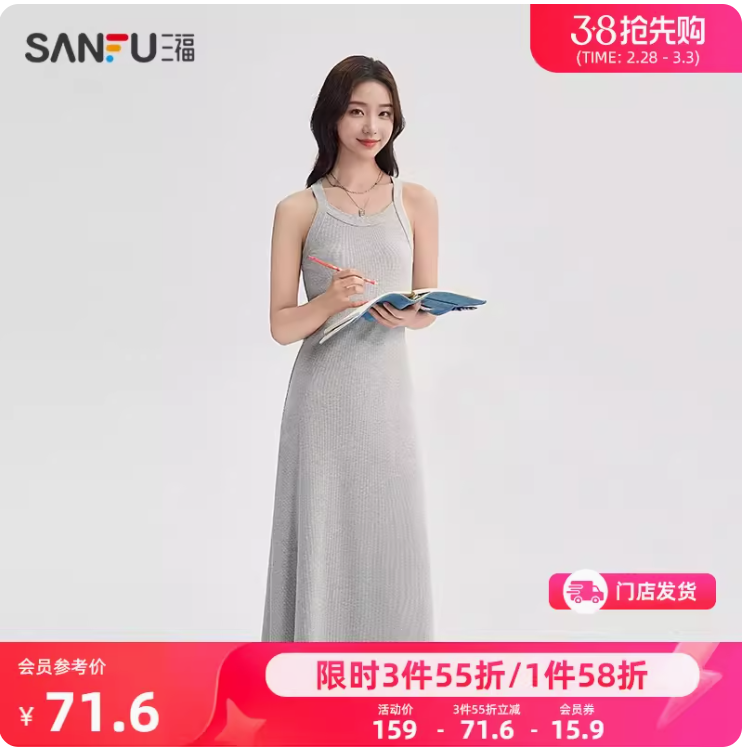 SANFU三福
3·8抢先购
(TIME: 2.28 - 3.3)
门店发货
会员参考价
¥ 71.6
限时3件55折/1件58折
活动价 3件55折立减 会员券
159 - 71.6 - 15.9